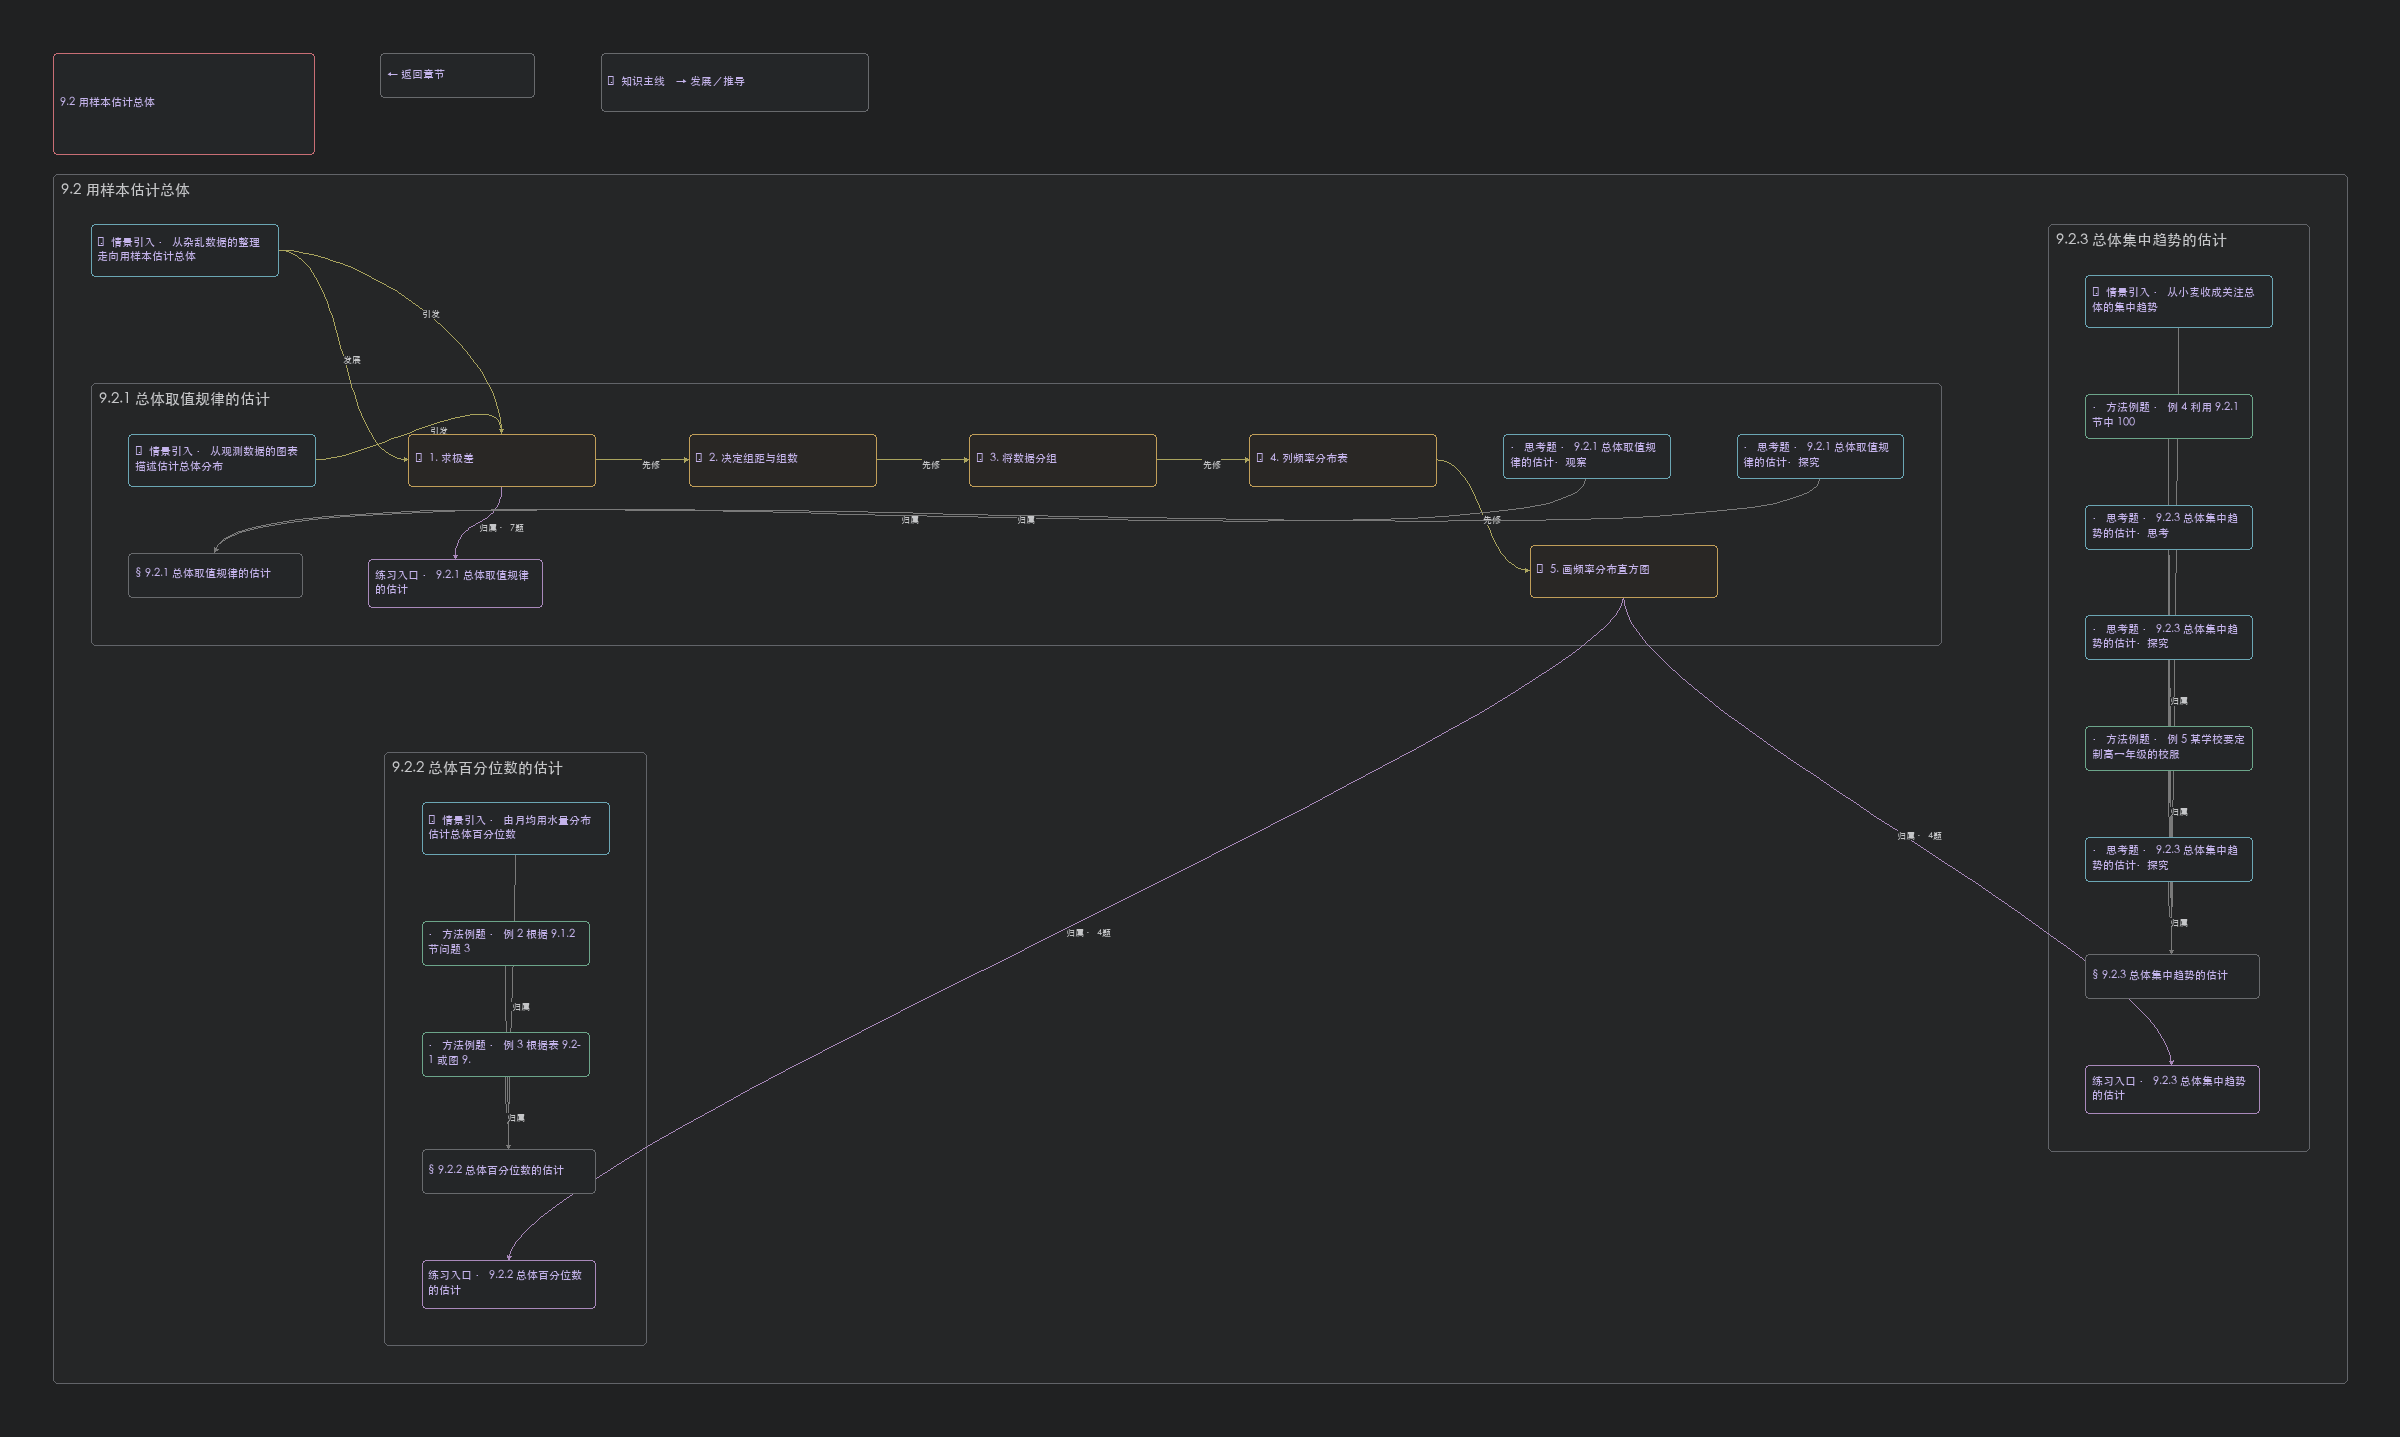 9.2 用样本估计总体
← 返回章节
知识主线 → 发展／推导
9.2 用样本估计总体
情景引入 · 从杂乱数据的整理
走向用样本估计总体
引发
发展
9.2.1 总体取值规律的估计
引发
情景引入 · 从观测数据的图表
描述估计总体分布
1. 求极差
先修
2. 决定组距与组数
先修
3. 将数据分组
先修
4. 列频率分布表
· 思考题 · 9.2.1 总体取值规
律的估计· 观察
· 思考题 · 9.2.1 总体取值规
律的估计· 探究
归属 · 7题
归属
归属
先修
§ 9.2.1 总体取值规律的估计
练习入口 · 9.2.1 总体取值规律
的估计
5. 画频率分布直方图
9.2.2 总体百分位数的估计
情景引入 · 由月均用水量分布
估计总体百分位数
· 方法例题 · 例 2 根据 9.1.2
节问题 3
归属
· 方法例题 · 例 3 根据表 9.2-
1 或图 9.
归属
§ 9.2.2 总体百分位数的估计
练习入口 · 9.2.2 总体百分位数
的估计
归属 · 4题
归属 · 4题
9.2.3 总体集中趋势的估计
情景引入 · 从小麦收成关注总
体的集中趋势
· 方法例题 · 例 4 利用 9.2.1
节中 100
· 思考题 · 9.2.3 总体集中趋
势的估计· 思考
· 思考题 · 9.2.3 总体集中趋
势的估计· 探究
归属
· 方法例题 · 例 5 某学校要定
制高一年级的校服
归属
· 思考题 · 9.2.3 总体集中趋
势的估计· 探究
归属
§ 9.2.3 总体集中趋势的估计
练习入口 · 9.2.3 总体集中趋势
的估计